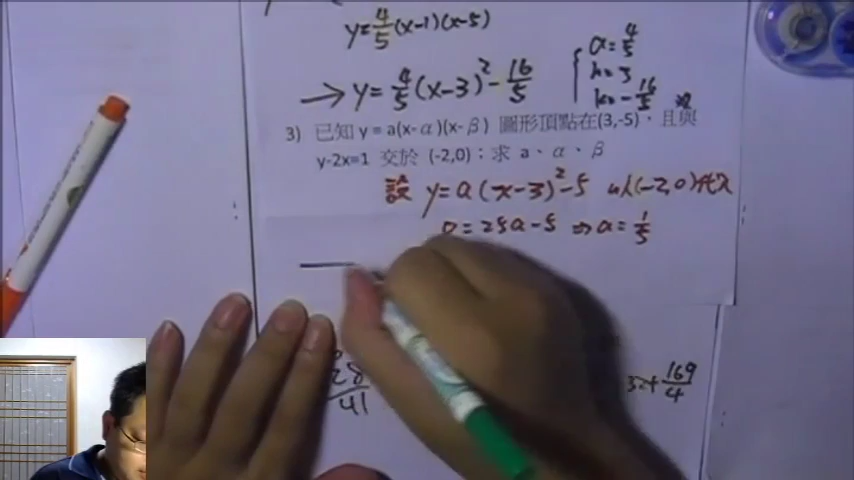 y=4/5(x-1)(x-5)
→ y=4/5(x-3)²-16/5
{ a=4/5
h=3
k=-16/5
3) 已知 y = a(x-α)(x-β) 圖形頂點在(3,-5)，且與
y-2x=1 交於 (-2,0)；求 a、α、β
設 y=a(x-3)²-5 以(-2,0)代入
0=25a-5 ⇒ a=1/5
28/41
169/4